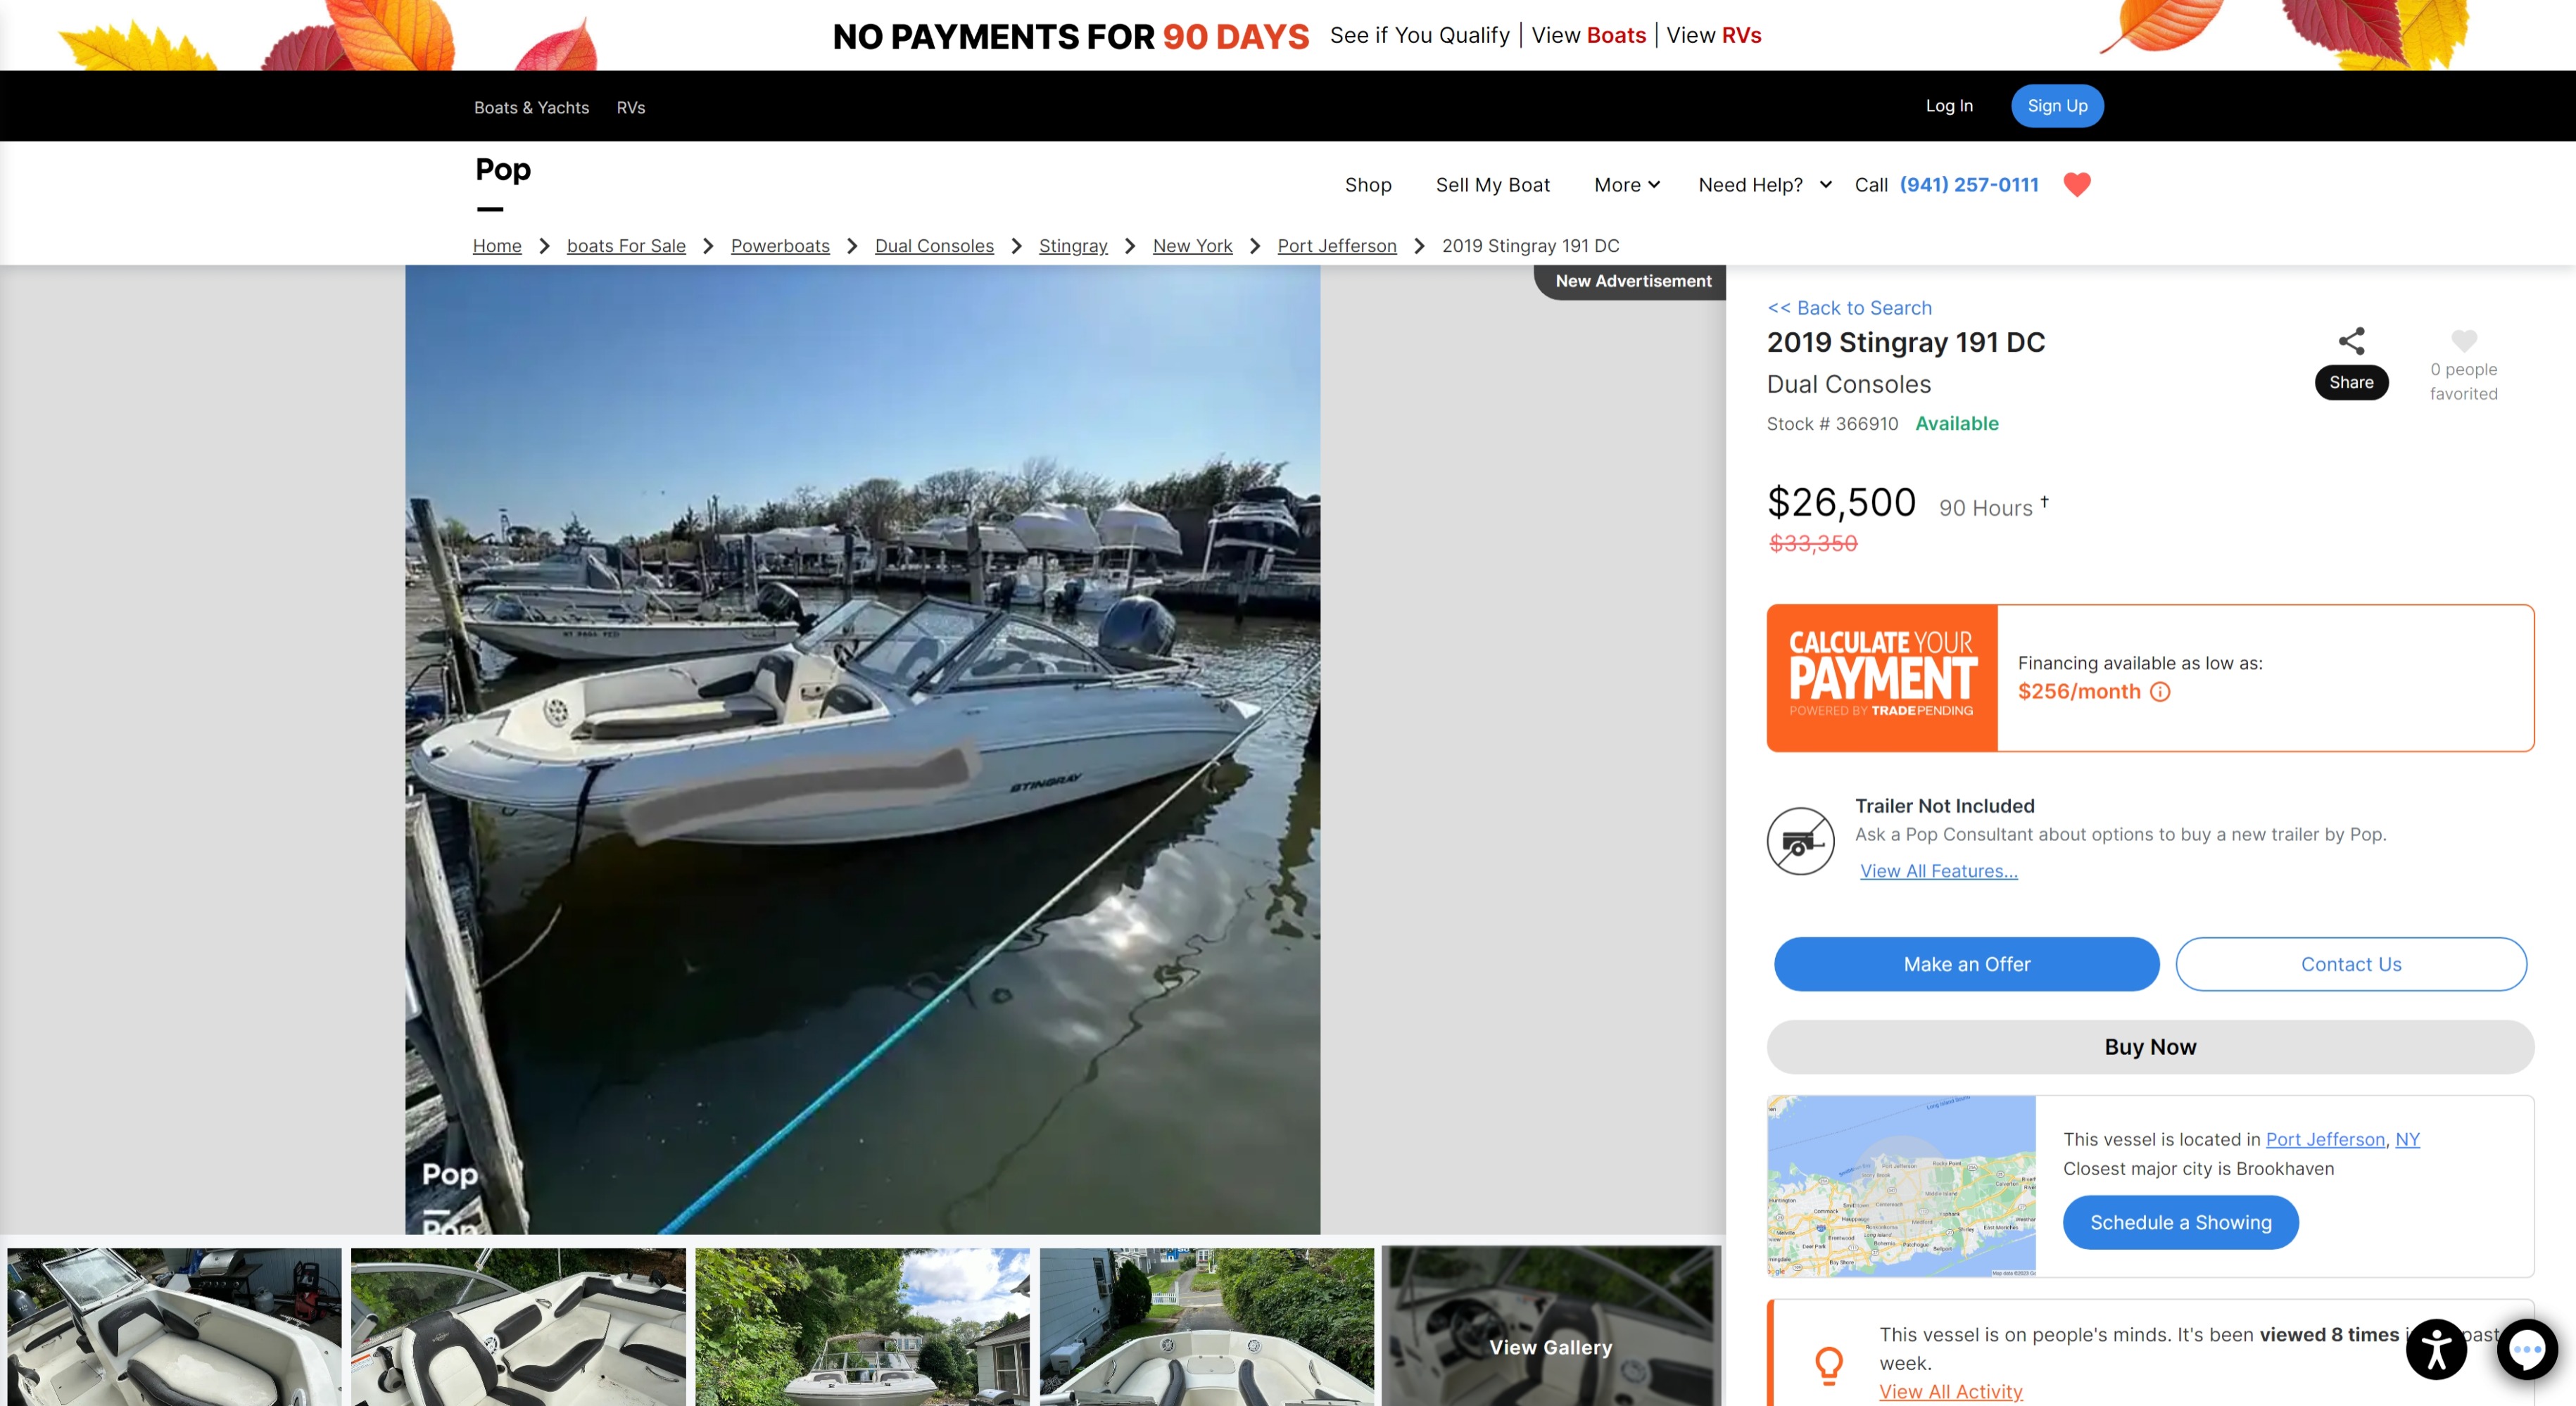 NO PAYMENTS FOR 90 DAYS See if You Qualify | View Boats | View RVs
Boats & Yachts RVs Log In Sign Up
Pop
Shop Sell My Boat More Need Help? Call (941) 257-0111
Home > boats For Sale > Powerboats > Dual Consoles > Stingray > New York > Port Jefferson > 2019 Stingray 191 DC
New Advertisement
STINGRAY
Pop
Pop
View Gallery
<< Back to Search
2019 Stingray 191 DC
Dual Consoles
Share
0 people
favorited
Stock # 366910 Available
$26,500 90 Hours †
$33,350
CALCULATE YOUR
PAYMENT
POWERED BY TRADEPENDING
Financing available as low as:
$256/month
Trailer Not Included
Ask a Pop Consultant about options to buy a new trailer by Pop.
View All Features...
Make an Offer Contact Us
Buy Now
This vessel is located in Port Jefferson, NY
Closest major city is Brookhaven
Schedule a Showing
This vessel is on people's minds. It's been viewed 8 times
week.
View All Activity